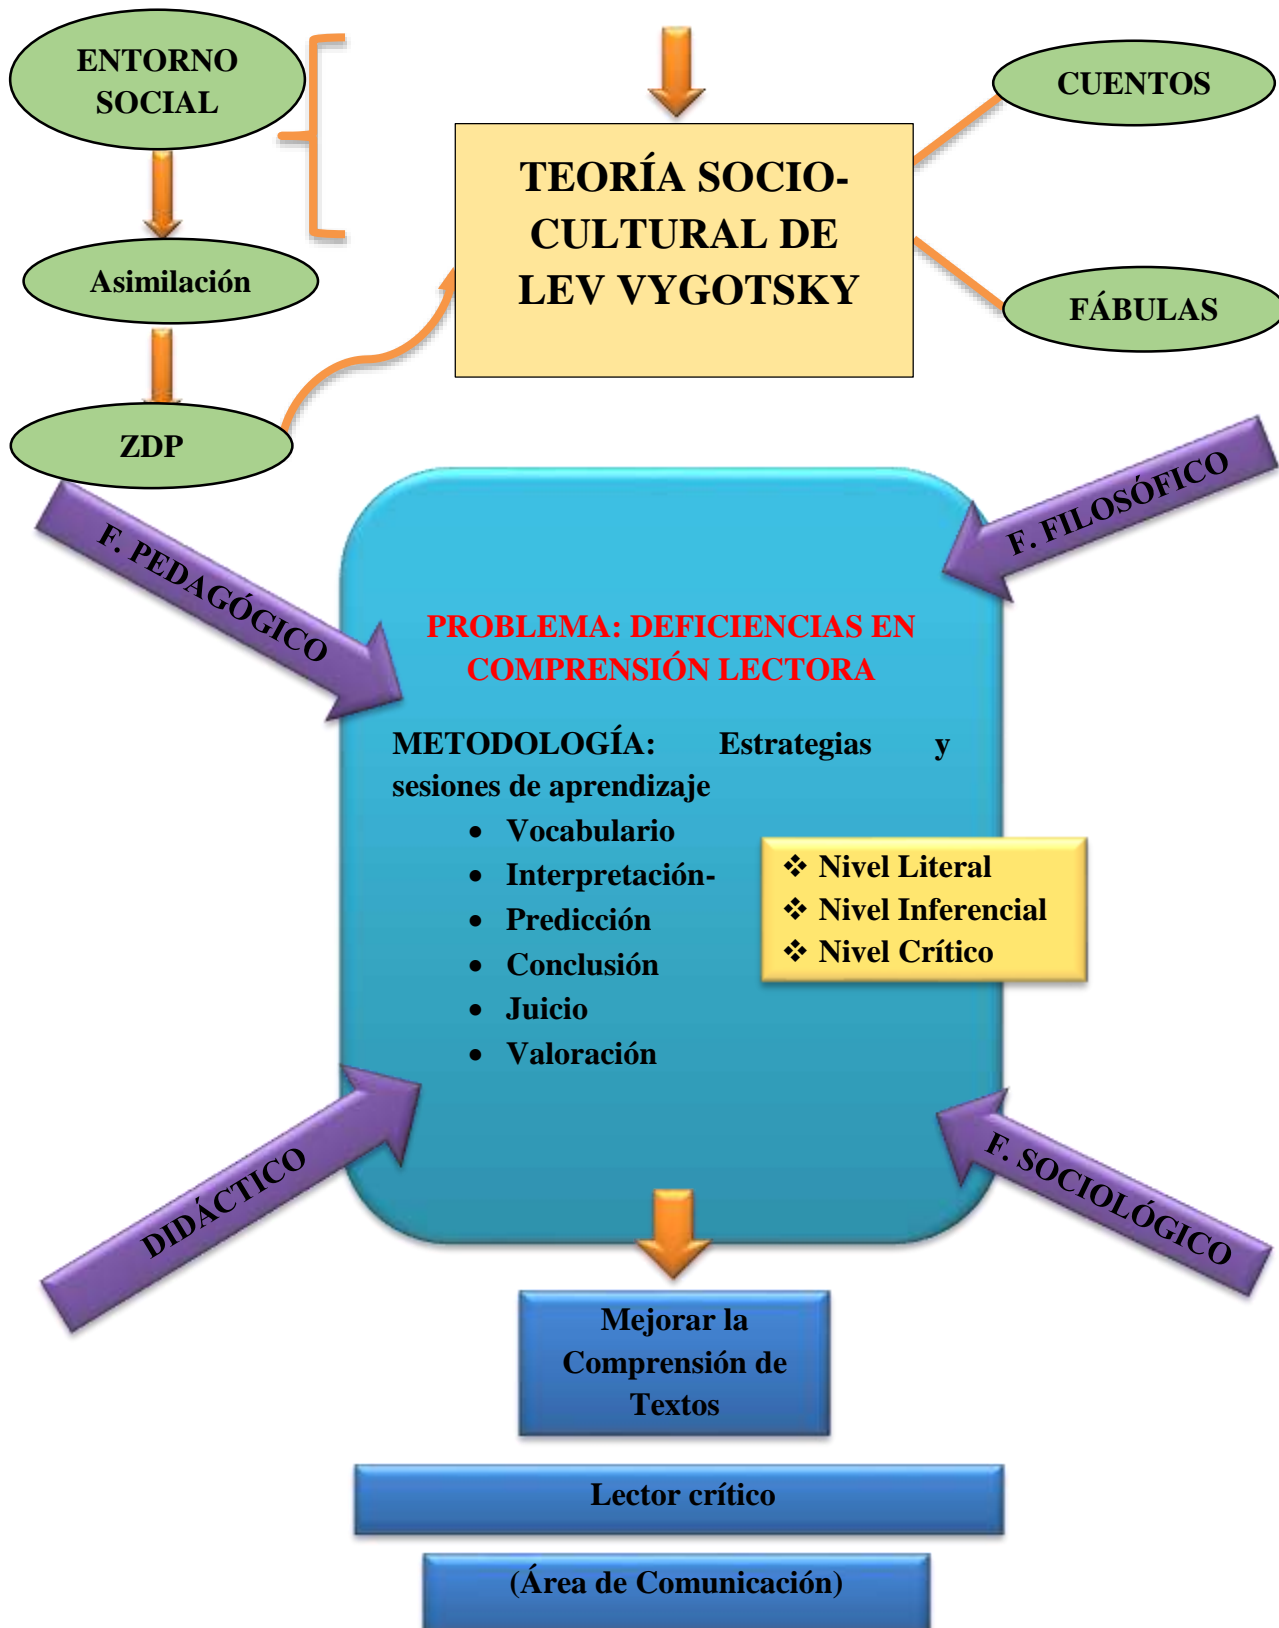 ENTORNO
SOCIAL
Asimilación
ZDP
TEORÍA SOCIO-
CULTURAL DE
LEV VYGOTSKY
CUENTOS
FÁBULAS
F. PEDAGÓGICO
F. FILOSÓFICO
PROBLEMA: DEFICIENCIAS EN
COMPRENSIÓN LECTORA
METODOLOGÍA: Estrategias y
sesiones de aprendizaje
• Vocabulario
• Interpretación-
• Predicción
• Conclusión
• Juicio
• Valoración
❖ Nivel Literal
❖ Nivel Inferencial
❖ Nivel Crítico
DIDÁCTICO
F. SOCIOLÓGICO
Mejorar la
Comprensión de
Textos
Lector crítico
(Área de Comunicación)